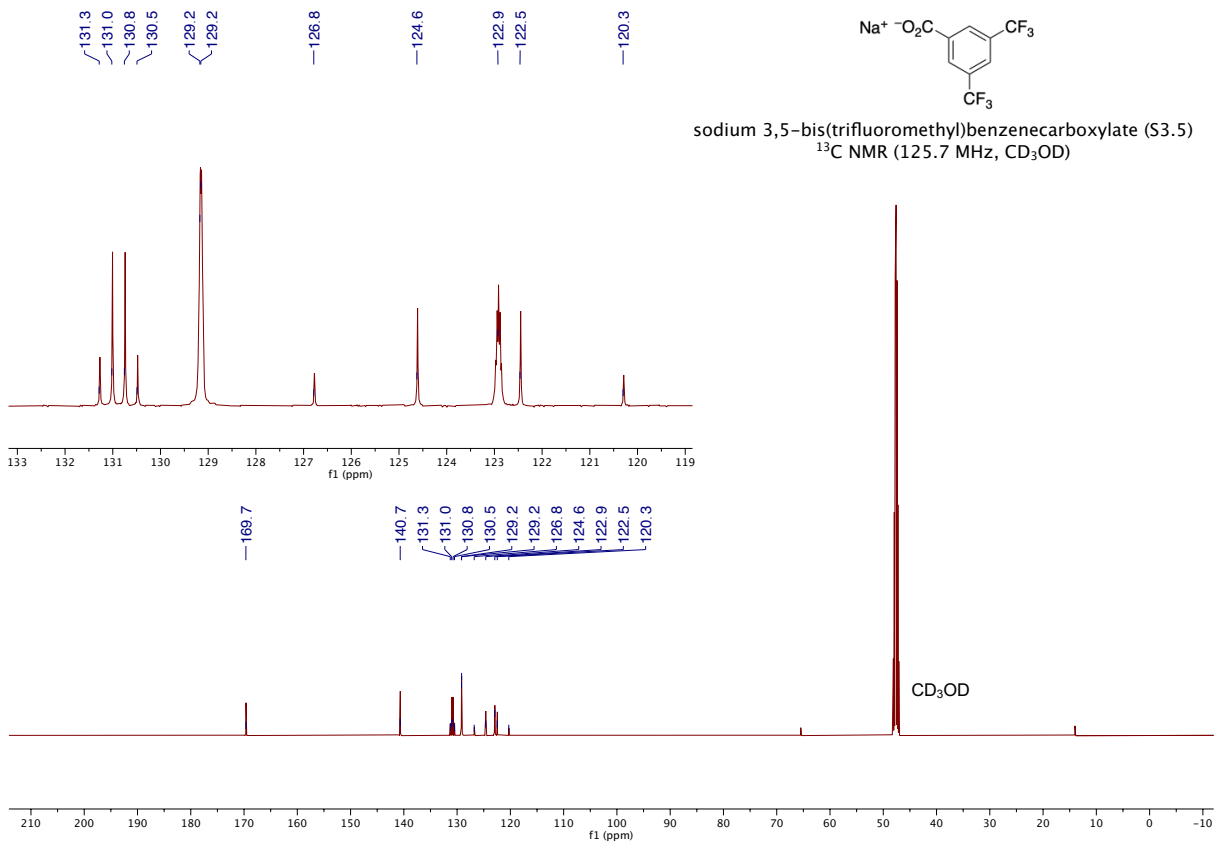 131.3
131.0
130.8
130.5
129.2
129.2
126.8
124.6
122.9
122.5
120.3
Na⁺ ⁻O₂C
CF₃
CF₃
sodium 3,5-bis(trifluoromethyl)benzenecarboxylate (S3.5)
¹³C NMR (125.7 MHz, CD₃OD)
133 132 131 130 129 128 127 126 125 124 123 122 121 120 119
f1 (ppm)
169.7
140.7
131.3
131.0
130.8
130.5
129.2
129.2
126.8
124.6
122.9
122.5
120.3
CD₃OD
210 200 190 180 170 160 150 140 130 120 110 100 90 80 70 60 50 40 30 20 10 0 -10
f1 (ppm)